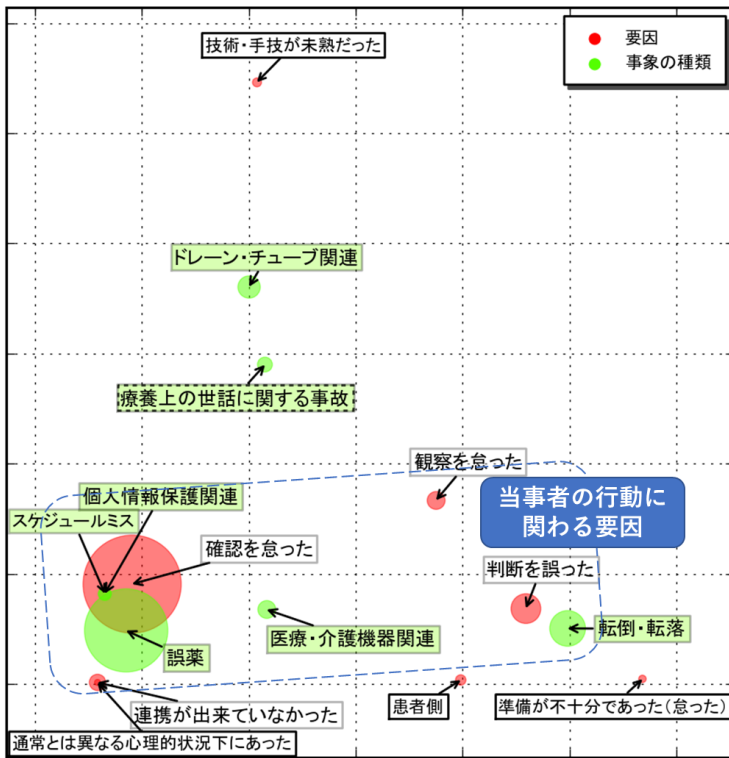 技術・手技が未熟だった
要因
事象の種類
ドレーン・チューブ関連
療養上の世話に関する事故
観察を怠った
個人情報保護関連
当事者の行動に
関わる要因
スケジュールミス
確認を怠った
判断を誤った
誤薬
医療・介護機器関連
転倒・転落
連携が出来ていなかった
患者側
準備が不十分であった(怠った)
通常とは異なる心理的状況下にあった